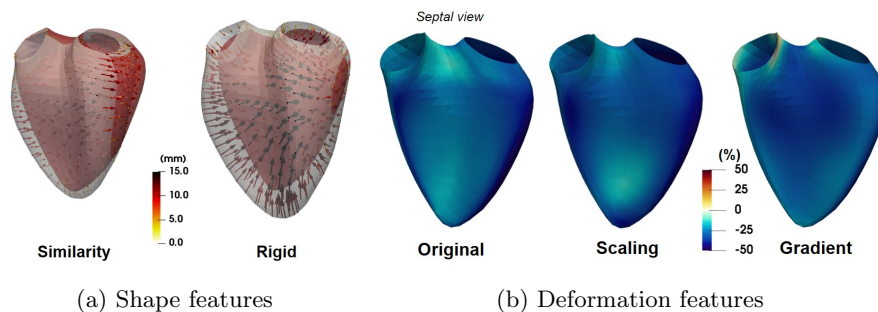 Septal view
(mm)
15.0
10.0
5.0
0.0
(%)
50
25
0
-25
-50
Similarity
Rigid
Original
Scaling
Gradient
(a) Shape features
(b) Deformation features